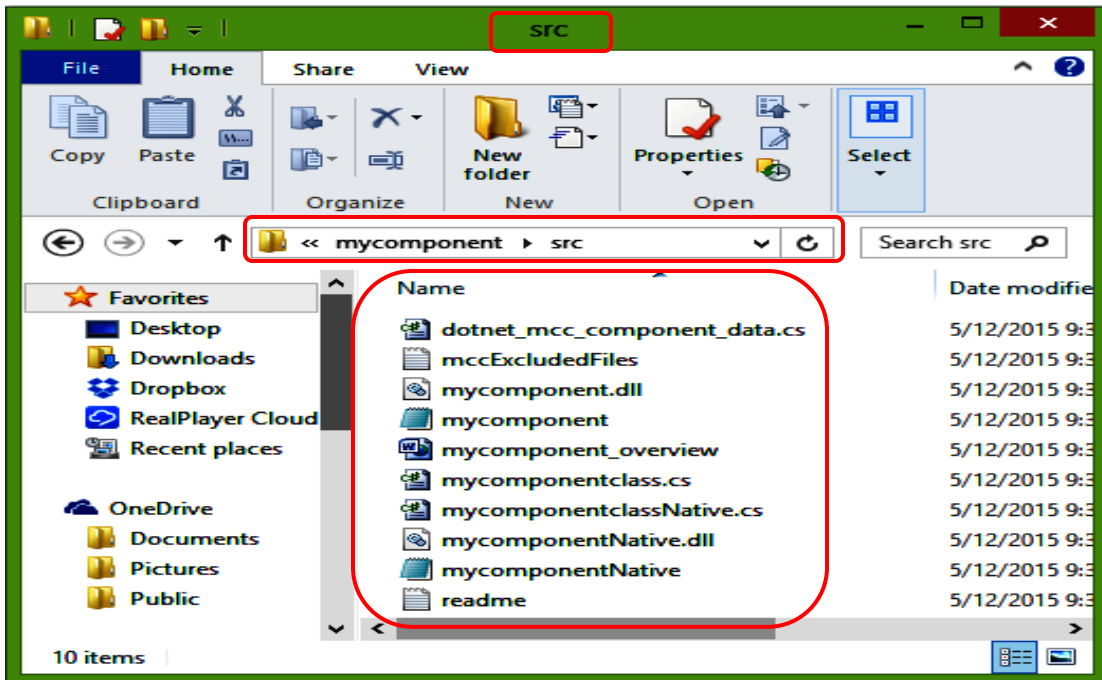 src
File Home Share View
Copy Paste New folder Properties Select
Clipboard Organize New Open
« mycomponent src Search src
Favorites Name Date modifie
Desktop dotnet_mcc_component_data.cs 5/12/2015 9:3
Downloads mccExcludedFiles 5/12/2015 9:3
Dropbox mycomponent.dll 5/12/2015 9:3
RealPlayer Cloud mycomponent 5/12/2015 9:3
Recent places mycomponent_overview 5/12/2015 9:3
mycomponentclass.cs 5/12/2015 9:3
OneDrive mycomponentclassNative.cs 5/12/2015 9:3
Documents mycomponentNative.dll 5/12/2015 9:3
Pictures mycomponentNative 5/12/2015 9:3
Public readme 5/12/2015 9:3
10 items